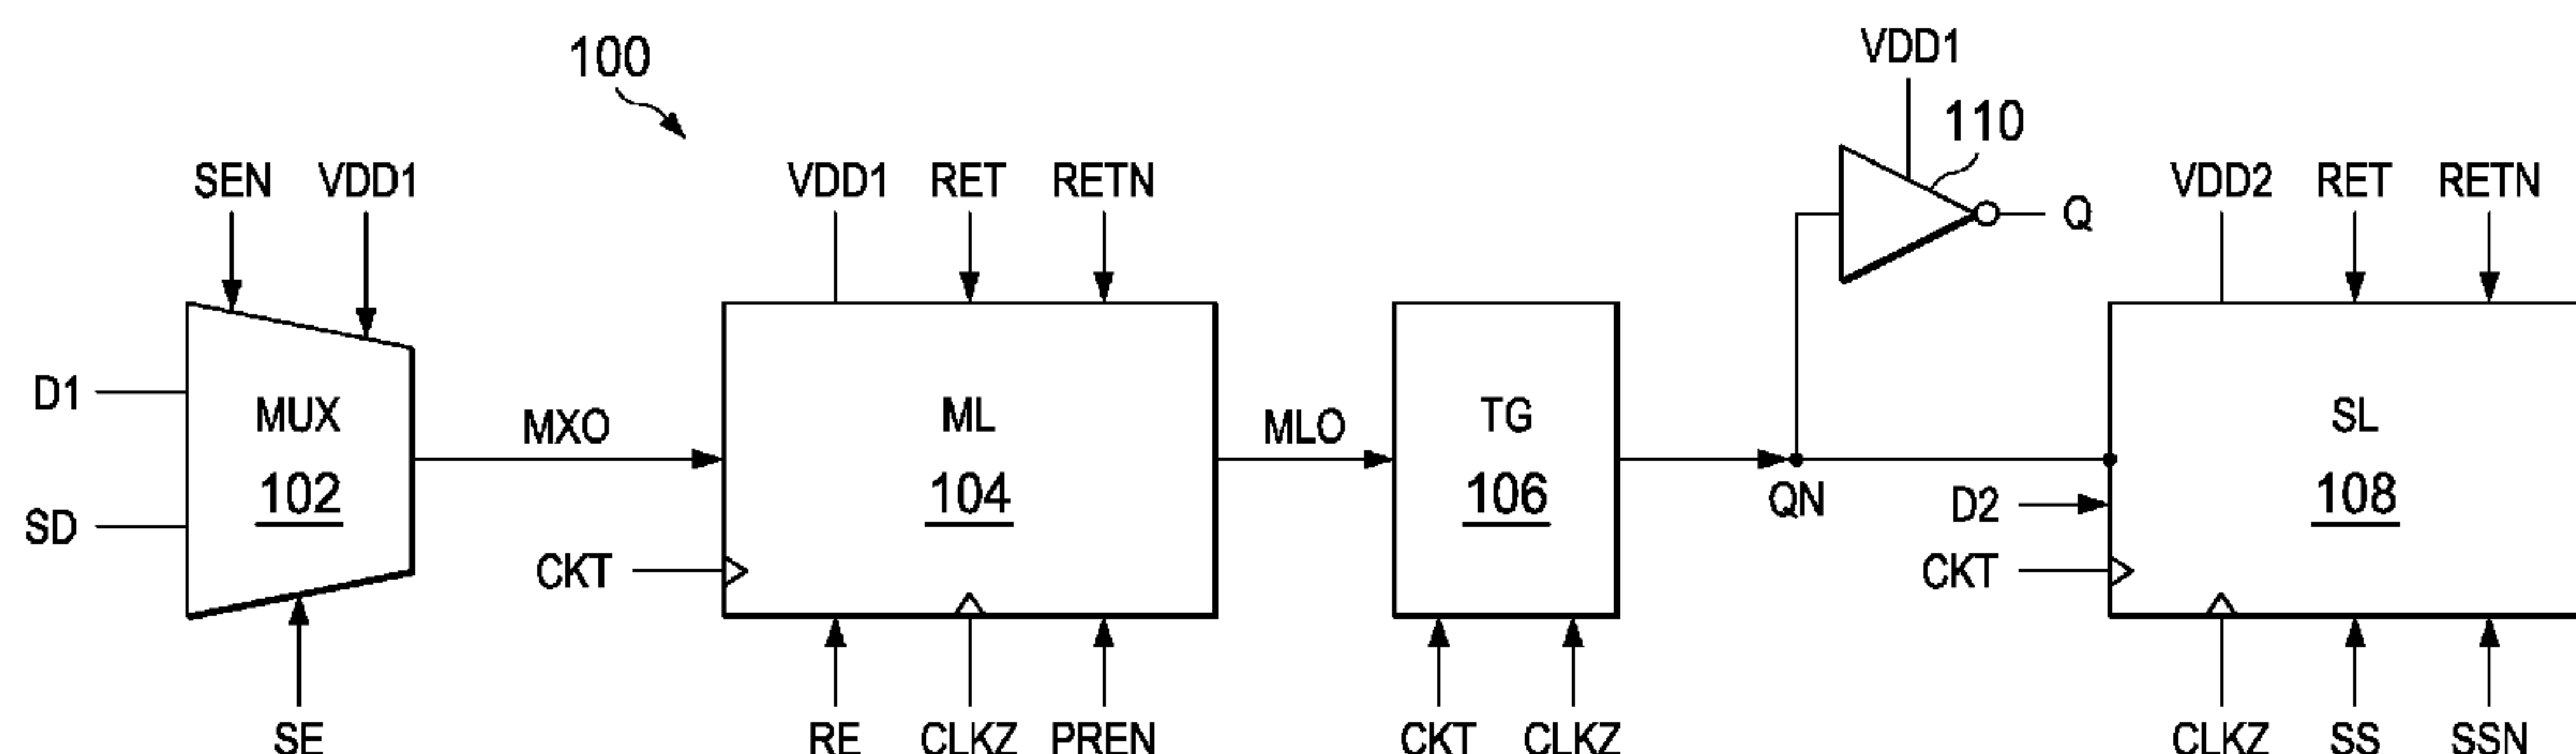 100
VDD1
110
Q
SEN VDD1
VDD1 RET RETN
VDD2 RET RETN
D1
SD
MUX
102
MXO
CKT
ML
104
MLO
TG
106
QN
D2
CKT
SL
108
SE
RE CLKZ PREN
CKT CLKZ
CLKZ SS SSN